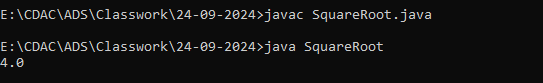 E:\CDAC\ADS\Classwork\24-09-2024>javac SquareRoot.java
E:\CDAC\ADS\Classwork\24-09-2024>java SquareRoot
4.0